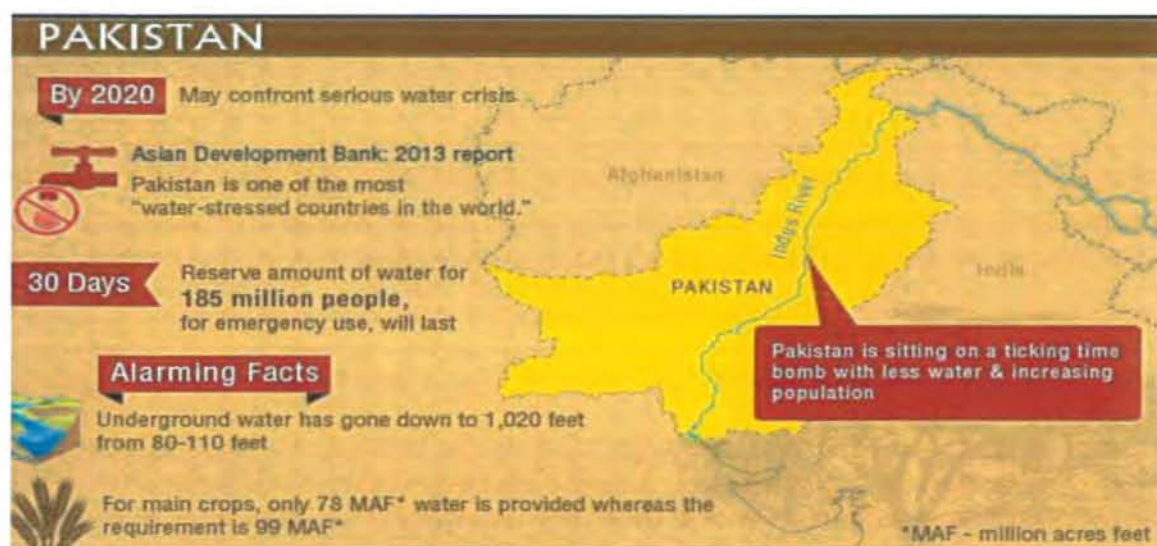 PAKISTAN
By 2020 May confront serious water crisis
Asian Development Bank: 2013 report
Pakistan is one of the most
"water-stressed countries in the world."
30 Days
Reserve amount of water for
185 million people,
for emergency use, will last
Alarming Facts
Underground water has gone down to 1,020 feet
from 80-110 feet
For main crops, only 78 MAF* water is provided whereas the
requirement is 99 MAF*
Afghanistan
Indus River
India
PAKISTAN
Pakistan is sitting on a ticking time
bomb with less water & increasing
population
*MAF - million acres feet